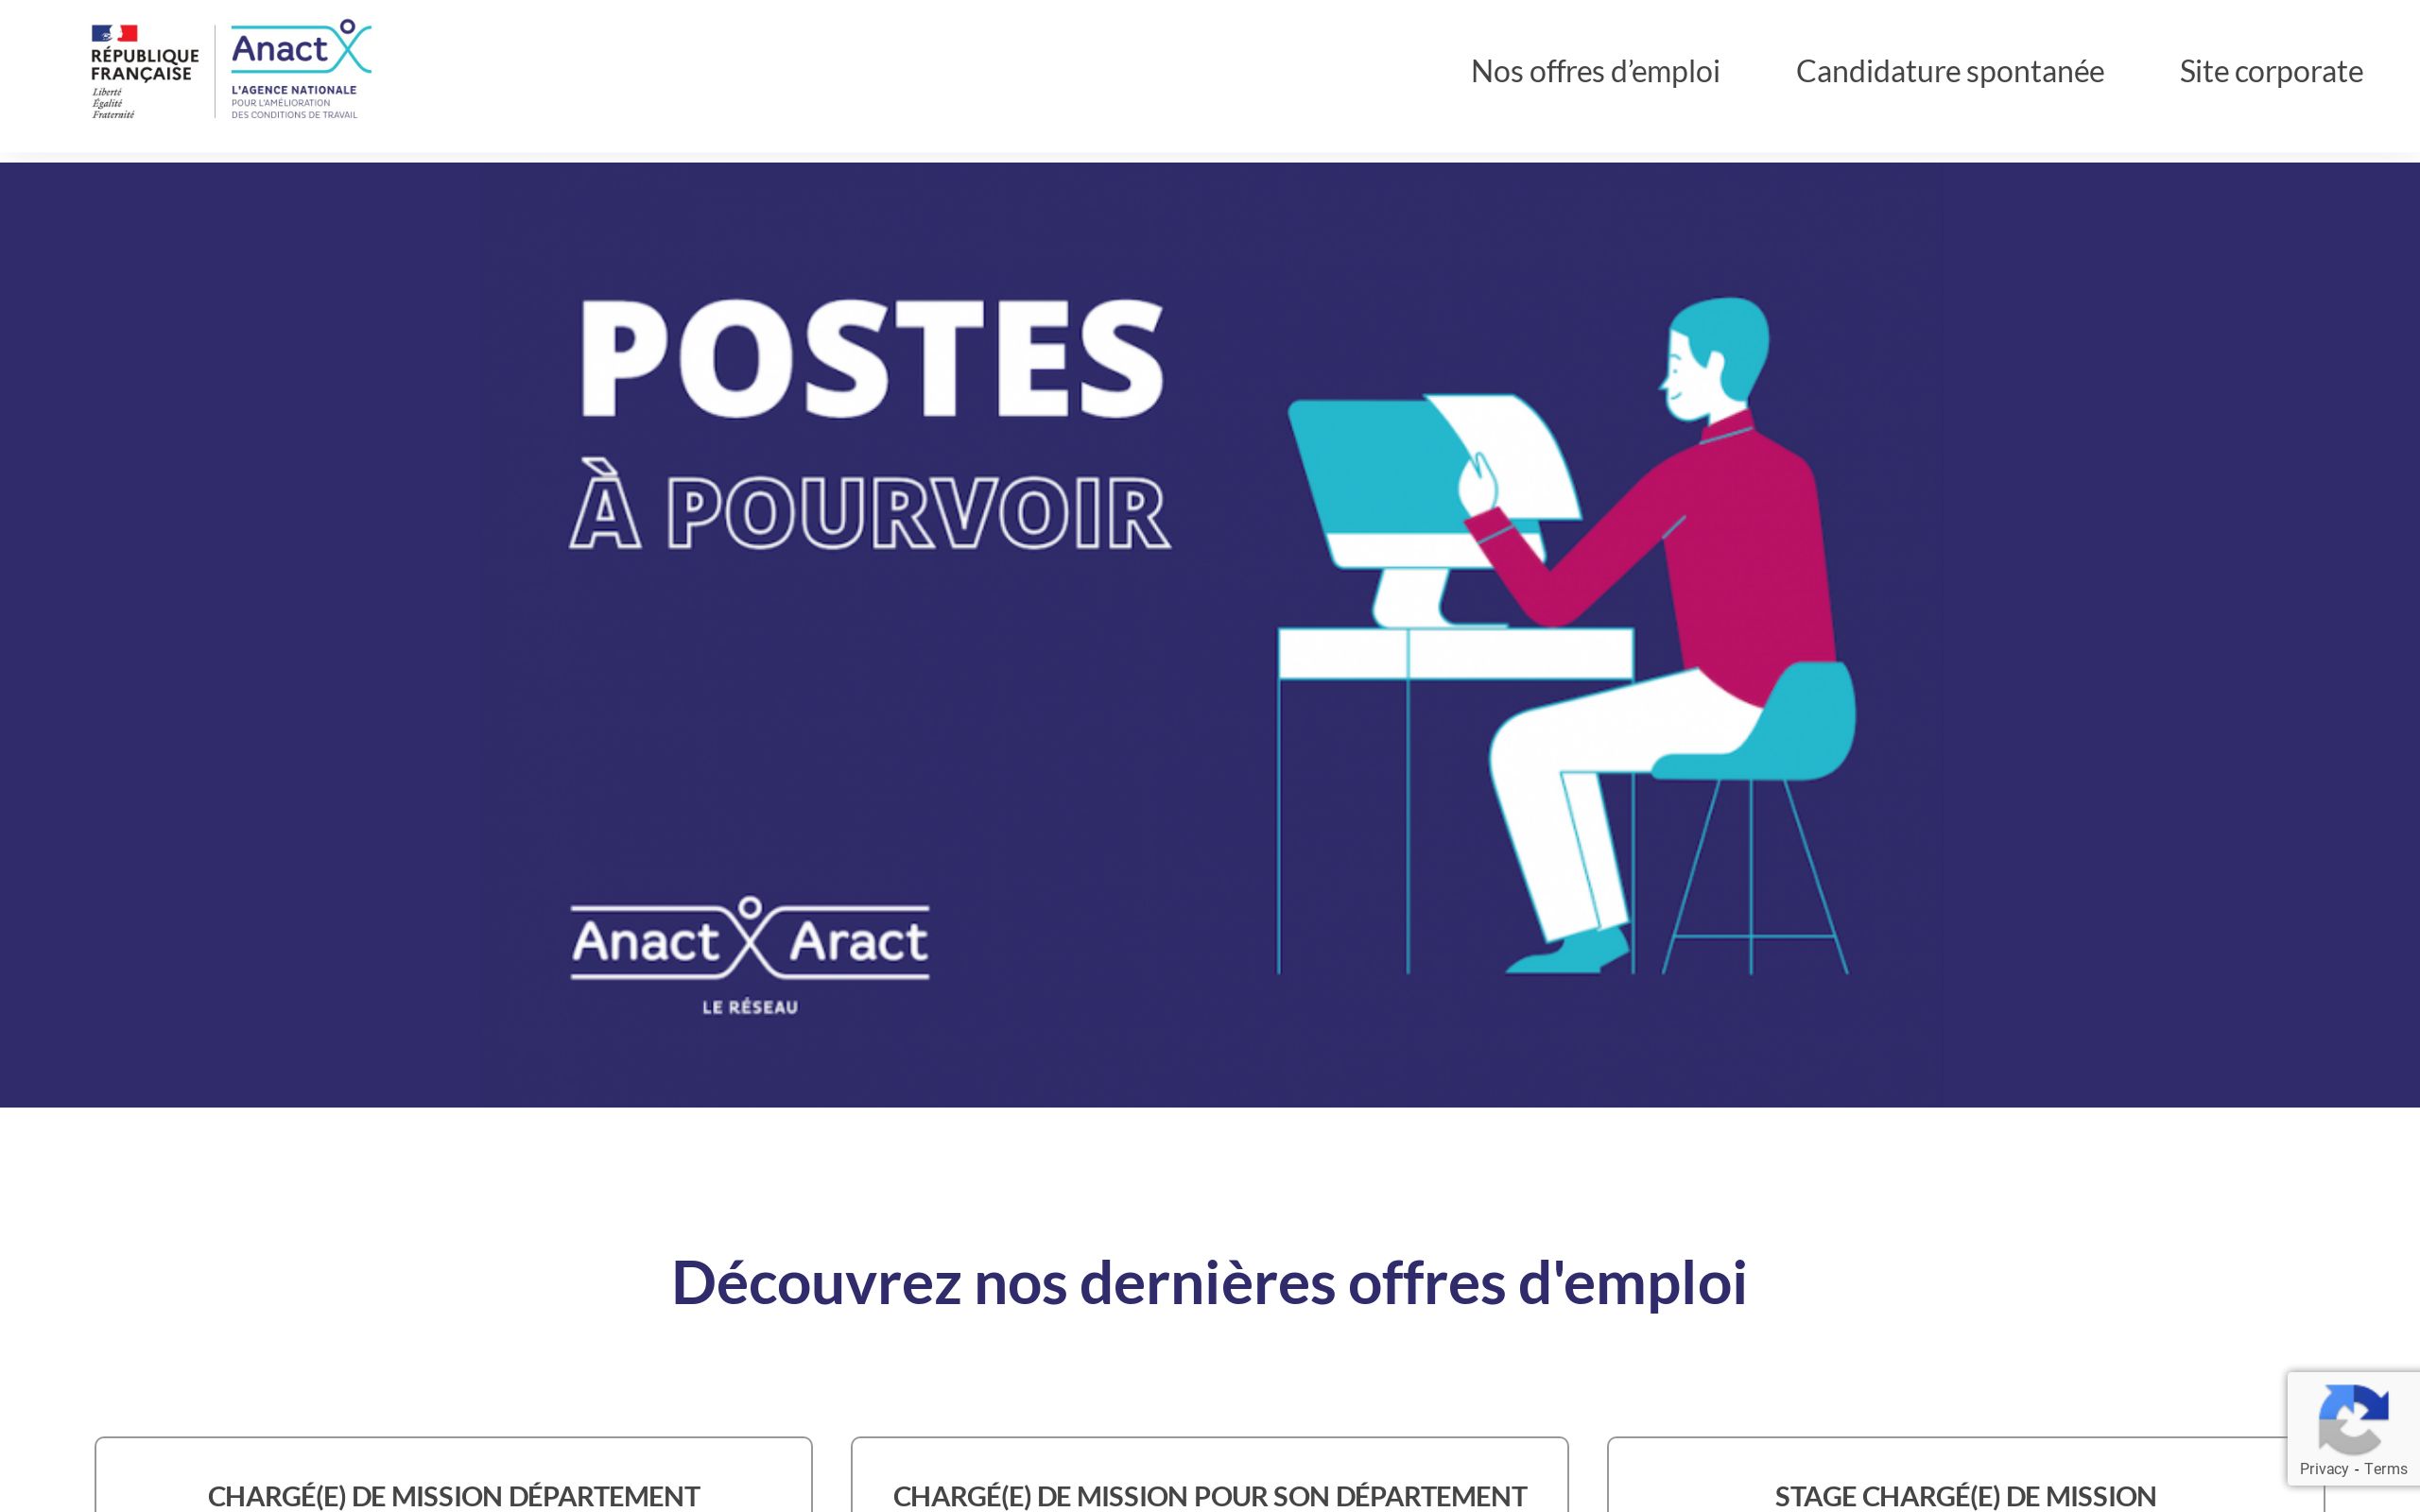 RÉPUBLIQUE
FRANÇAISE
Liberté
Égalité
Fraternité
Anact
L'AGENCE NATIONALE
POUR L'AMÉLIORATION
DES CONDITIONS DE TRAVAIL
Nos offres d’emploi
Candidature spontanée
Site corporate
POSTES
À POURVOIR
Anact Aract
LE RÉSEAU
Découvrez nos dernières offres d'emploi
CHARGÉ(E) DE MISSION DÉPARTEMENT
CHARGÉ(E) DE MISSION POUR SON DÉPARTEMENT
STAGE CHARGÉ(E) DE MISSION
Privacy - Terms